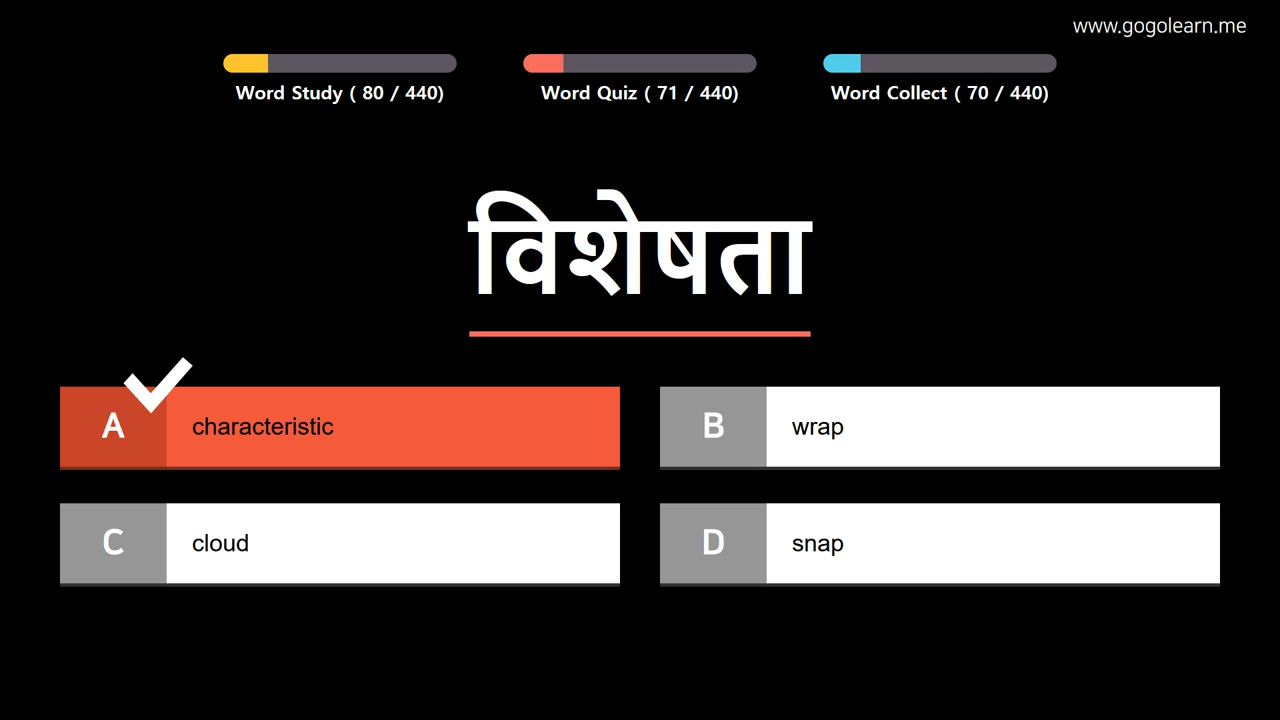 www.gogolearn.me
Word Study ( 80 / 440)
Word Quiz ( 71 / 440)
Word Collect ( 70 / 440)
विशेषता
A characteristic
B wrap
C cloud
D snap